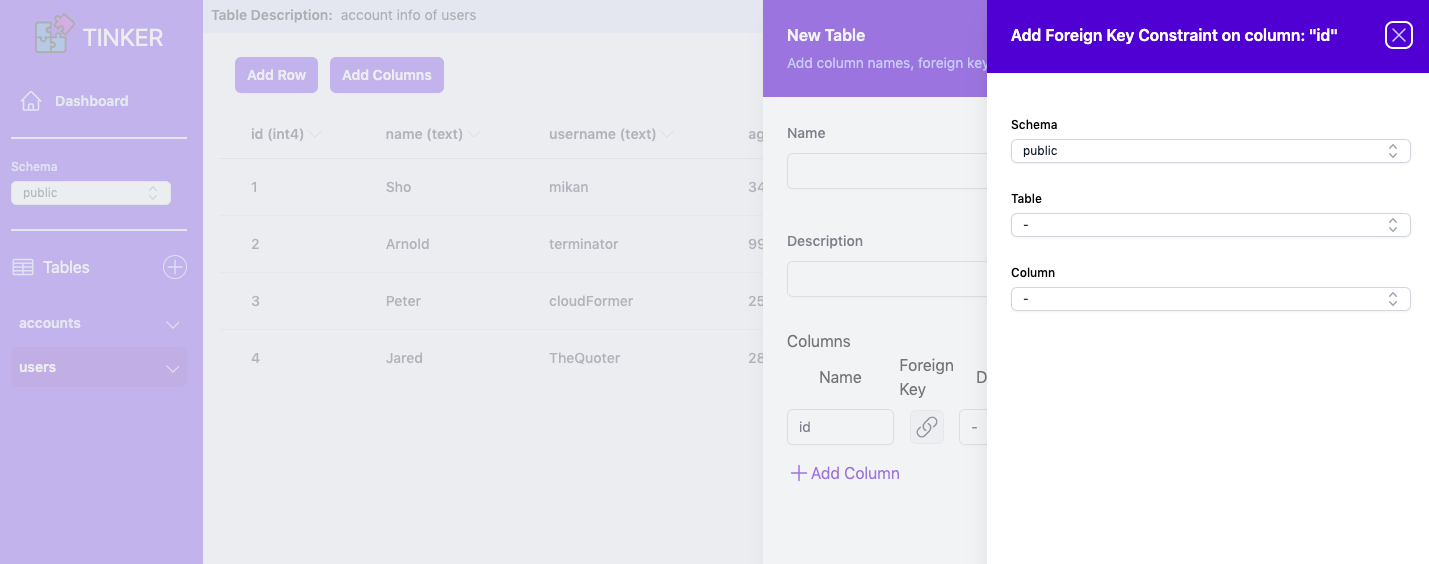 TINKER
Dashboard
Schema
public
Tables
accounts
users
Table Description: account info of users
Add Row Add Columns
id (int4) name (text) username (text) ag
1 Sho mikan 34
2 Arnold terminator 99
3 Peter cloudFormer 25
4 Jared TheQuoter 28
New Table
Add column names, foreign key
Name
Description
Columns
Name Foreign Key D
id -
Add Column
Add Foreign Key Constraint on column: "id"
Schema
public
Table
-
Column
-